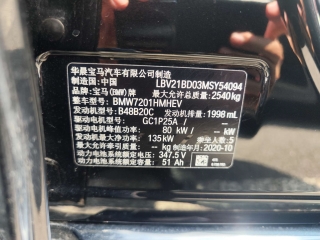 华晨宝马汽车有限公司制造
制造国:中国 LBV21BD03MSY54094
品牌:宝马(BMW)牌 最大允许总质量:2540kg
整车型号: BMW7201HMHEV
发动机型号:B48B20C 发动机排量:1998 mL
驱动电机型号: GC1P25A / -
驱动电机峰值功率: 80 kW / - kW
发动机最大净功率: 135 kW 乘坐人数:5
最大允许牵引质量: - kg 制造年月:2020-10
动力电池系统额定电压: 347.5 V
动力电池系统额定容量: 51 Ah